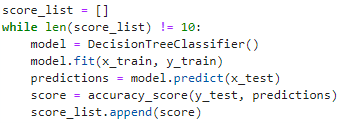 score_list = []
while len(score_list) != 10:
    model = DecisionTreeClassifier()
    model.fit(x_train, y_train)
    predictions = model.predict(x_test)
    score = accuracy_score(y_test, predictions)
    score_list.append(score)